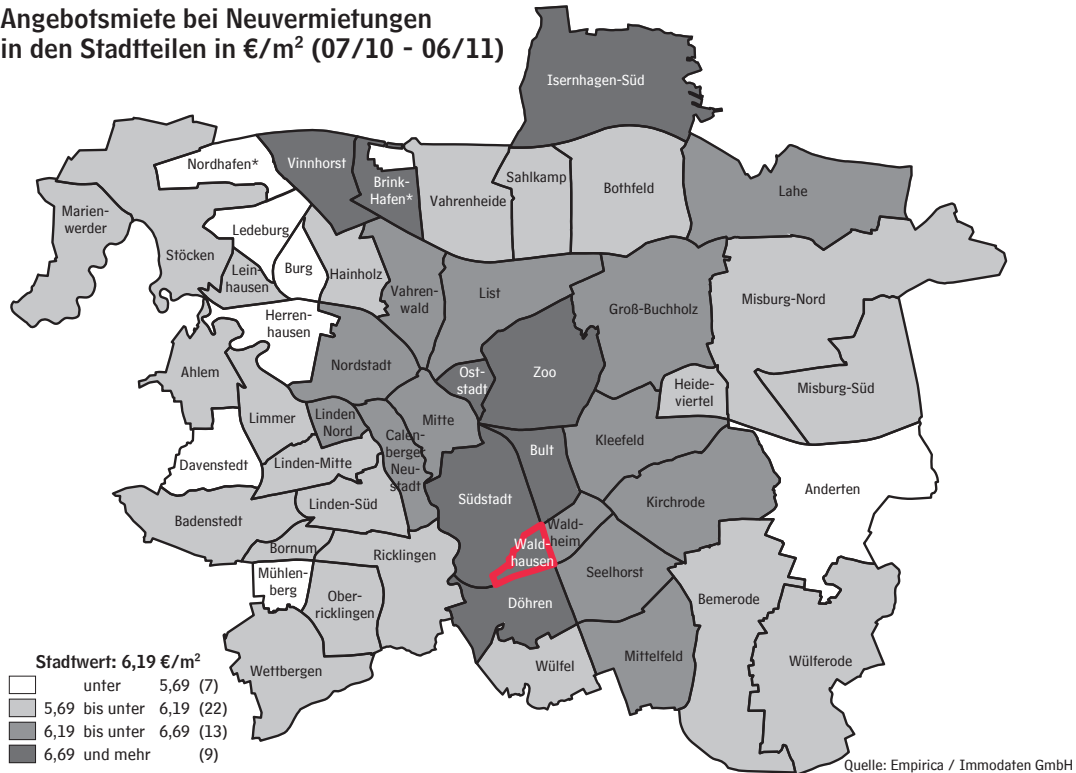 Angebotsmiete bei Neuvermietungen
in den Stadtteilen in €/m² (07/10 - 06/11)
Isernhagen-Süd
Nordhafen*
Vinnhorst
Brink-
Hafen*
Vahrenheide
Sahlkamp
Bothfeld
Lahe
Marien-
werder
Stöcken
Ledeburg
Lein-
hausen
Burg
Hainholz
Vahren-
wald
List
Groß-Buchholz
Misburg-Nord
Herren-
hausen
Nordstadt
Ost-
stadt
Zoo
Heide-
viertel
Misburg-Süd
Ahlem
Limmer
Linden
Nord
Calen-
berger
Neu-
stadt
Mitte
Kleefeld
Bult
Davenstedt
Linden-Mitte
Anderten
Badenstedt
Linden-Süd
Südstadt
Kirchrode
Bornum
Ricklingen
Wald-
heim
Wald-
hausen
Seelhorst
Mühlen-
berg
Ober-
ricklingen
Döhren
Bemerode
Wettbergen
Wülfel
Mittelfeld
Wülferode
Stadtwert: 6,19 €/m²
unter 5,69 (7)
5,69 bis unter 6,19 (22)
6,19 bis unter 6,69 (13)
6,69 und mehr (9)
Quelle: Empirica / Immodaten GmbH